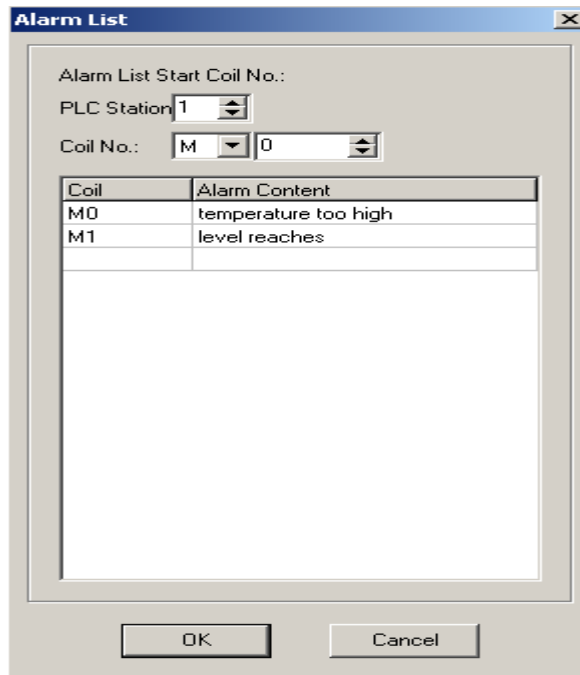 Alarm List
Alarm List Start Coil No.:
PLC Station 1
Coil No.: M 0
Coil Alarm Content
M0 temperature too high
M1 level reaches
OK Cancel